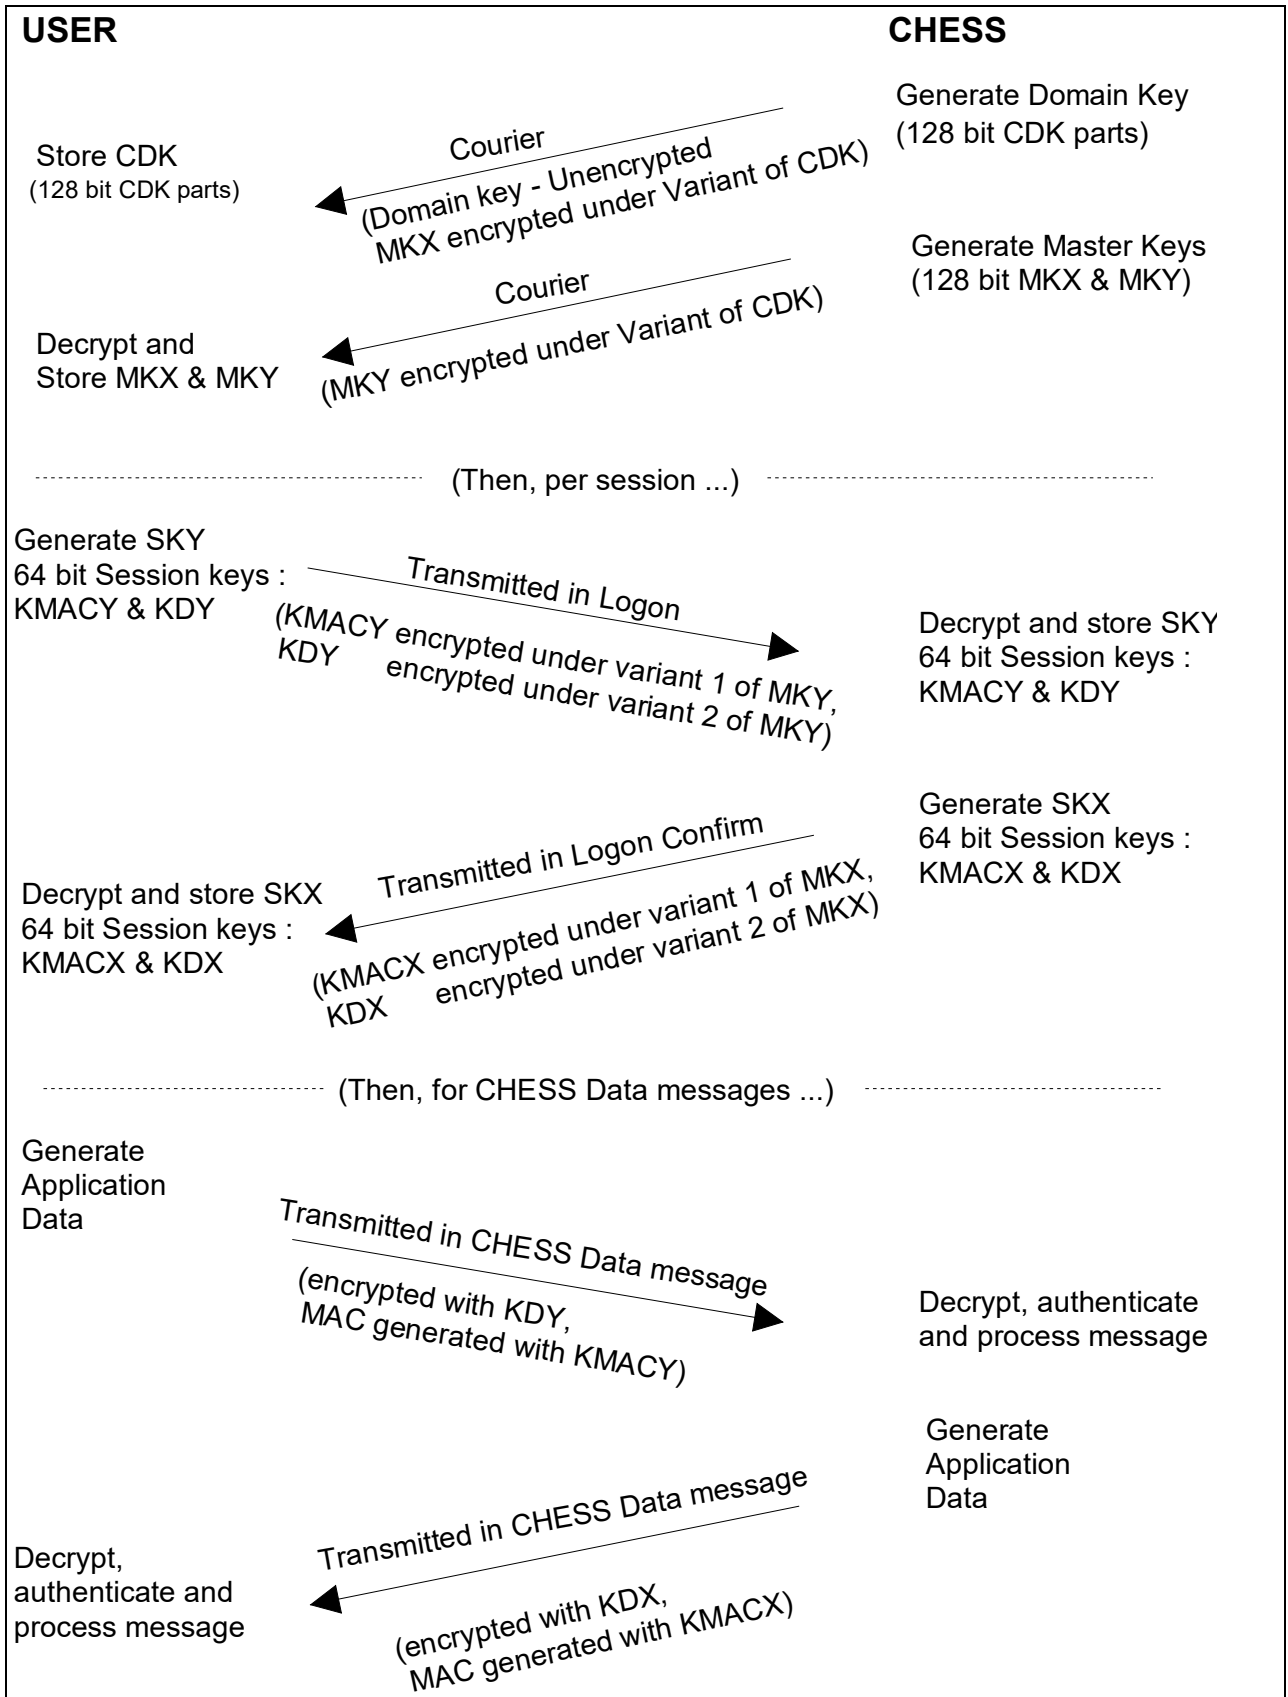 USER
CHESS
Generate Domain Key
(128 bit CDK parts)
Courier
Store CDK
(128 bit CDK parts)
(Domain key - Unencrypted
MKX encrypted under Variant of CDK)
Generate Master Keys
(128 bit MKX & MKY)
Courier
Decrypt and
Store MKX & MKY
(MKY encrypted under Variant of CDK)
(Then, per session ...)
Generate SKY
64 bit Session keys :
KMACY & KDY
Transmitted in Logon
(KMACY encrypted under variant 1 of MKY,
KDY encrypted under variant 2 of MKY)
Decrypt and store SKY
64 bit Session keys :
KMACY & KDY
Generate SKX
64 bit Session keys :
KMACX & KDX
Transmitted in Logon Confirm
Decrypt and store SKX
64 bit Session keys :
KMACX & KDX
(KMACX encrypted under variant 1 of MKX,
KDX encrypted under variant 2 of MKX)
(Then, for CHESS Data messages ...)
Generate
Application
Data
Transmitted in CHESS Data message
(encrypted with KDY,
MAC generated with KMACY)
Decrypt, authenticate
and process message
Generate
Application
Data
Transmitted in CHESS Data message
Decrypt,
authenticate and
process message
(encrypted with KDX,
MAC generated with KMACX)